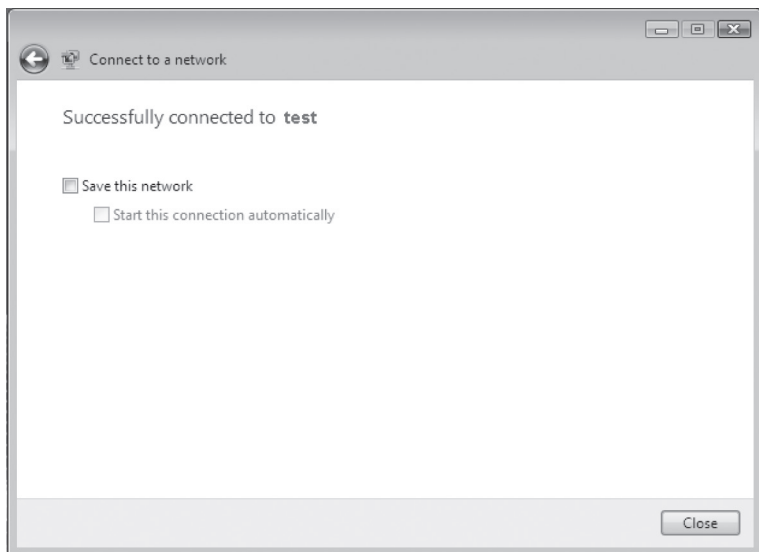 Connect to a network
Successfully connected to test
Save this network
Start this connection automatically
Close